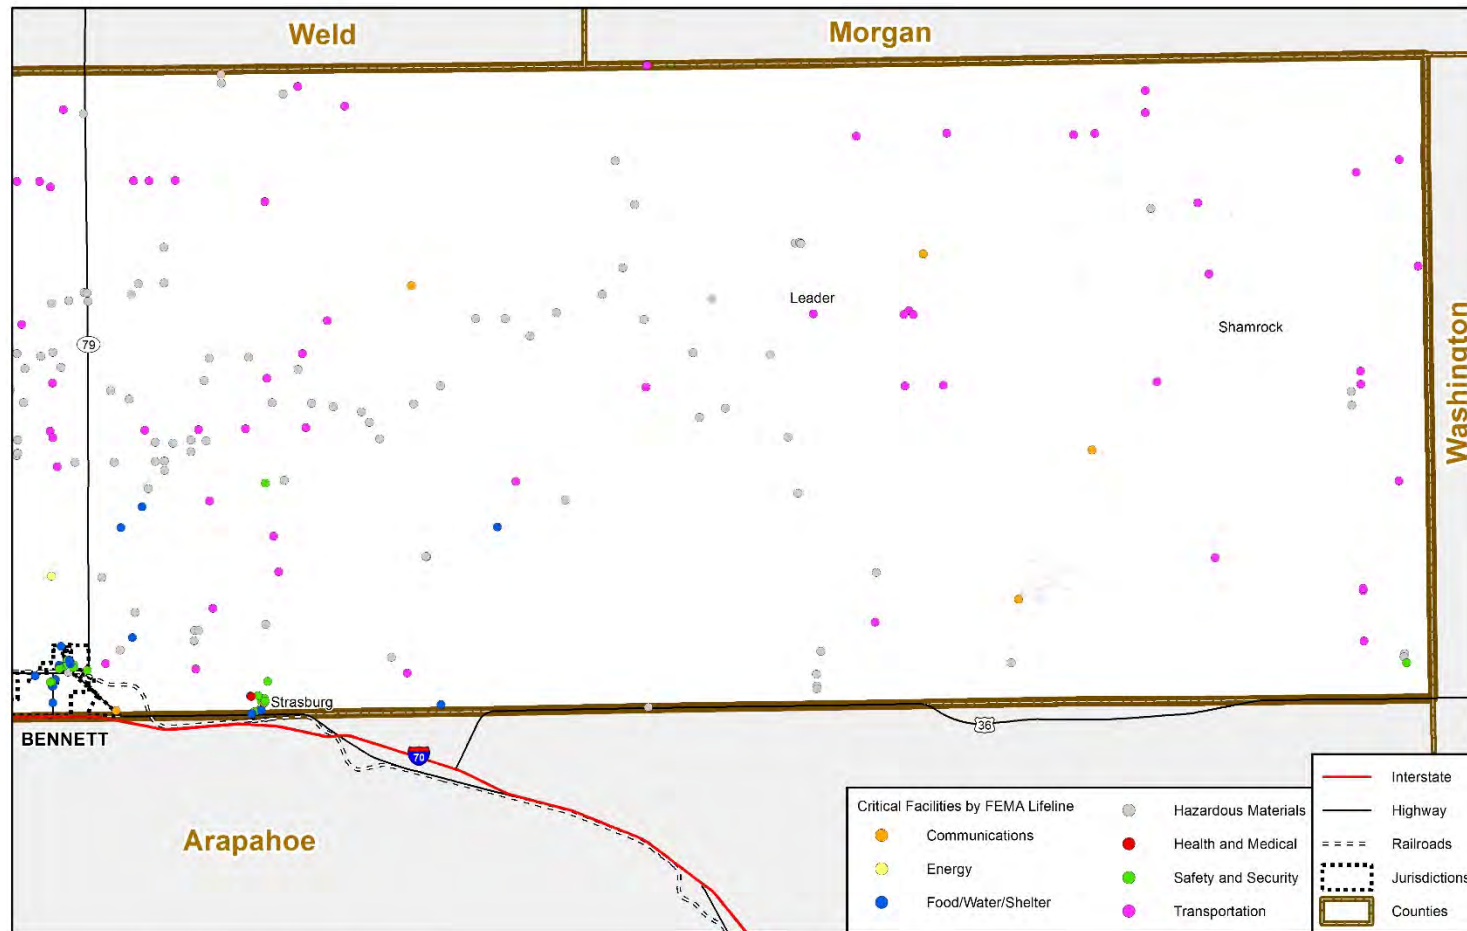 Weld
Morgan
79
Leader
Shamrock
Washington
Strasburg
BENNETT
36
70
Arapahoe
Critical Facilities by FEMA Lifeline
Communications
Energy
Food/Water/Shelter
Hazardous Materials
Health and Medical
Safety and Security
Transportation
Interstate
Highway
Railroads
Jurisdictions
Counties